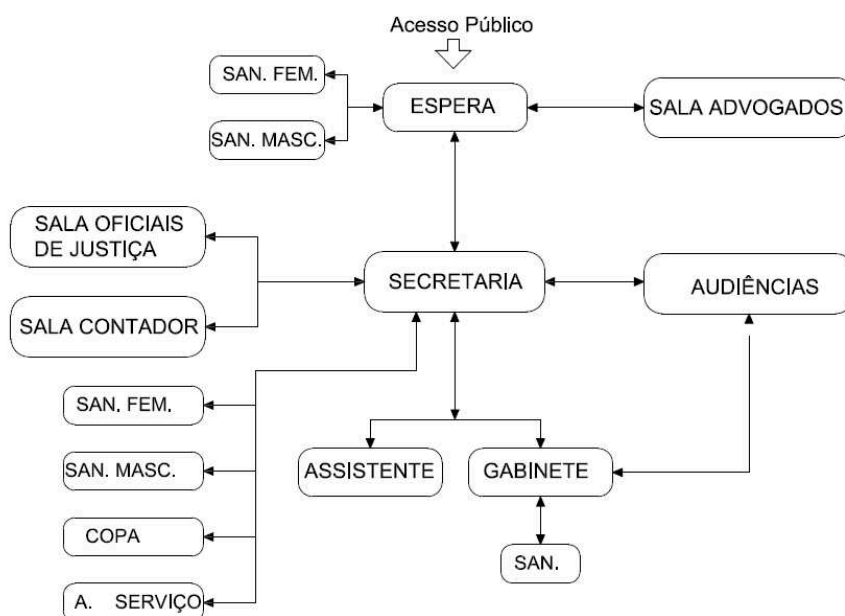 Acesso Público
SAN. FEM.
ESPERA
SALA ADVOGADOS
SAN. MASC.
SALA OFICIAIS
DE JUSTIÇA
SECRETARIA
AUDIÊNCIAS
SALA CONTADOR
SAN. FEM.
SAN. MASC.
ASSISTENTE
GABINETE
COPA
SAN.
A. SERVIÇO